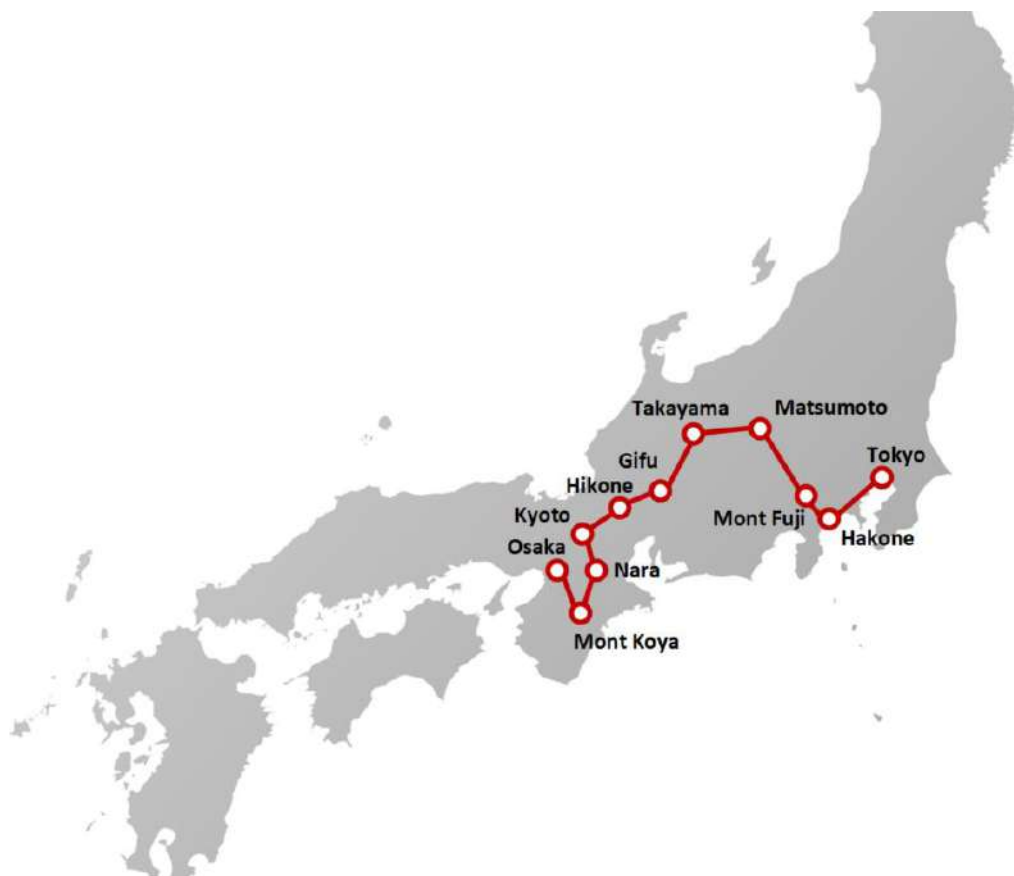 Takayama
Matsumoto
Tokyo
Gifu
Hikone
Mont Fuji
Kyoto
Hakone
Osaka
Nara
Mont Koya